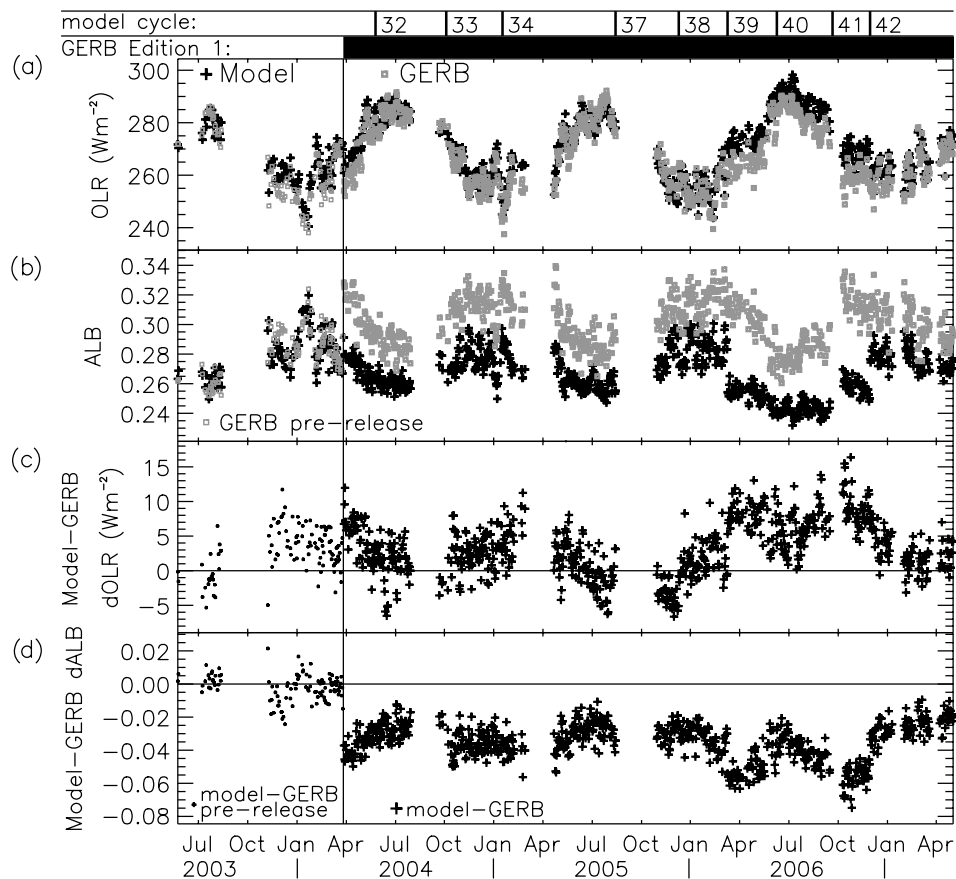 model cycle: 32 33 34 37 38 39 40 41 42
GERB Edition 1:
(a)
Model GERB
OLR (Wm⁻²)
300
280
260
240
(b)
ALB
0.34
0.32
0.30
0.28
0.26
0.24
GERB pre-release
(c)
Model-GERB
dOLR (Wm⁻²)
15
10
5
0
-5
(d)
Model-GERB dALB
0.02
0.00
-0.02
-0.04
-0.06
-0.08
model-GERB
pre-release
model-GERB
Jul Oct Jan Apr Jul Oct Jan Apr Jul Oct Jan Apr Jul Oct Jan Apr
2003 2004 2005 2006